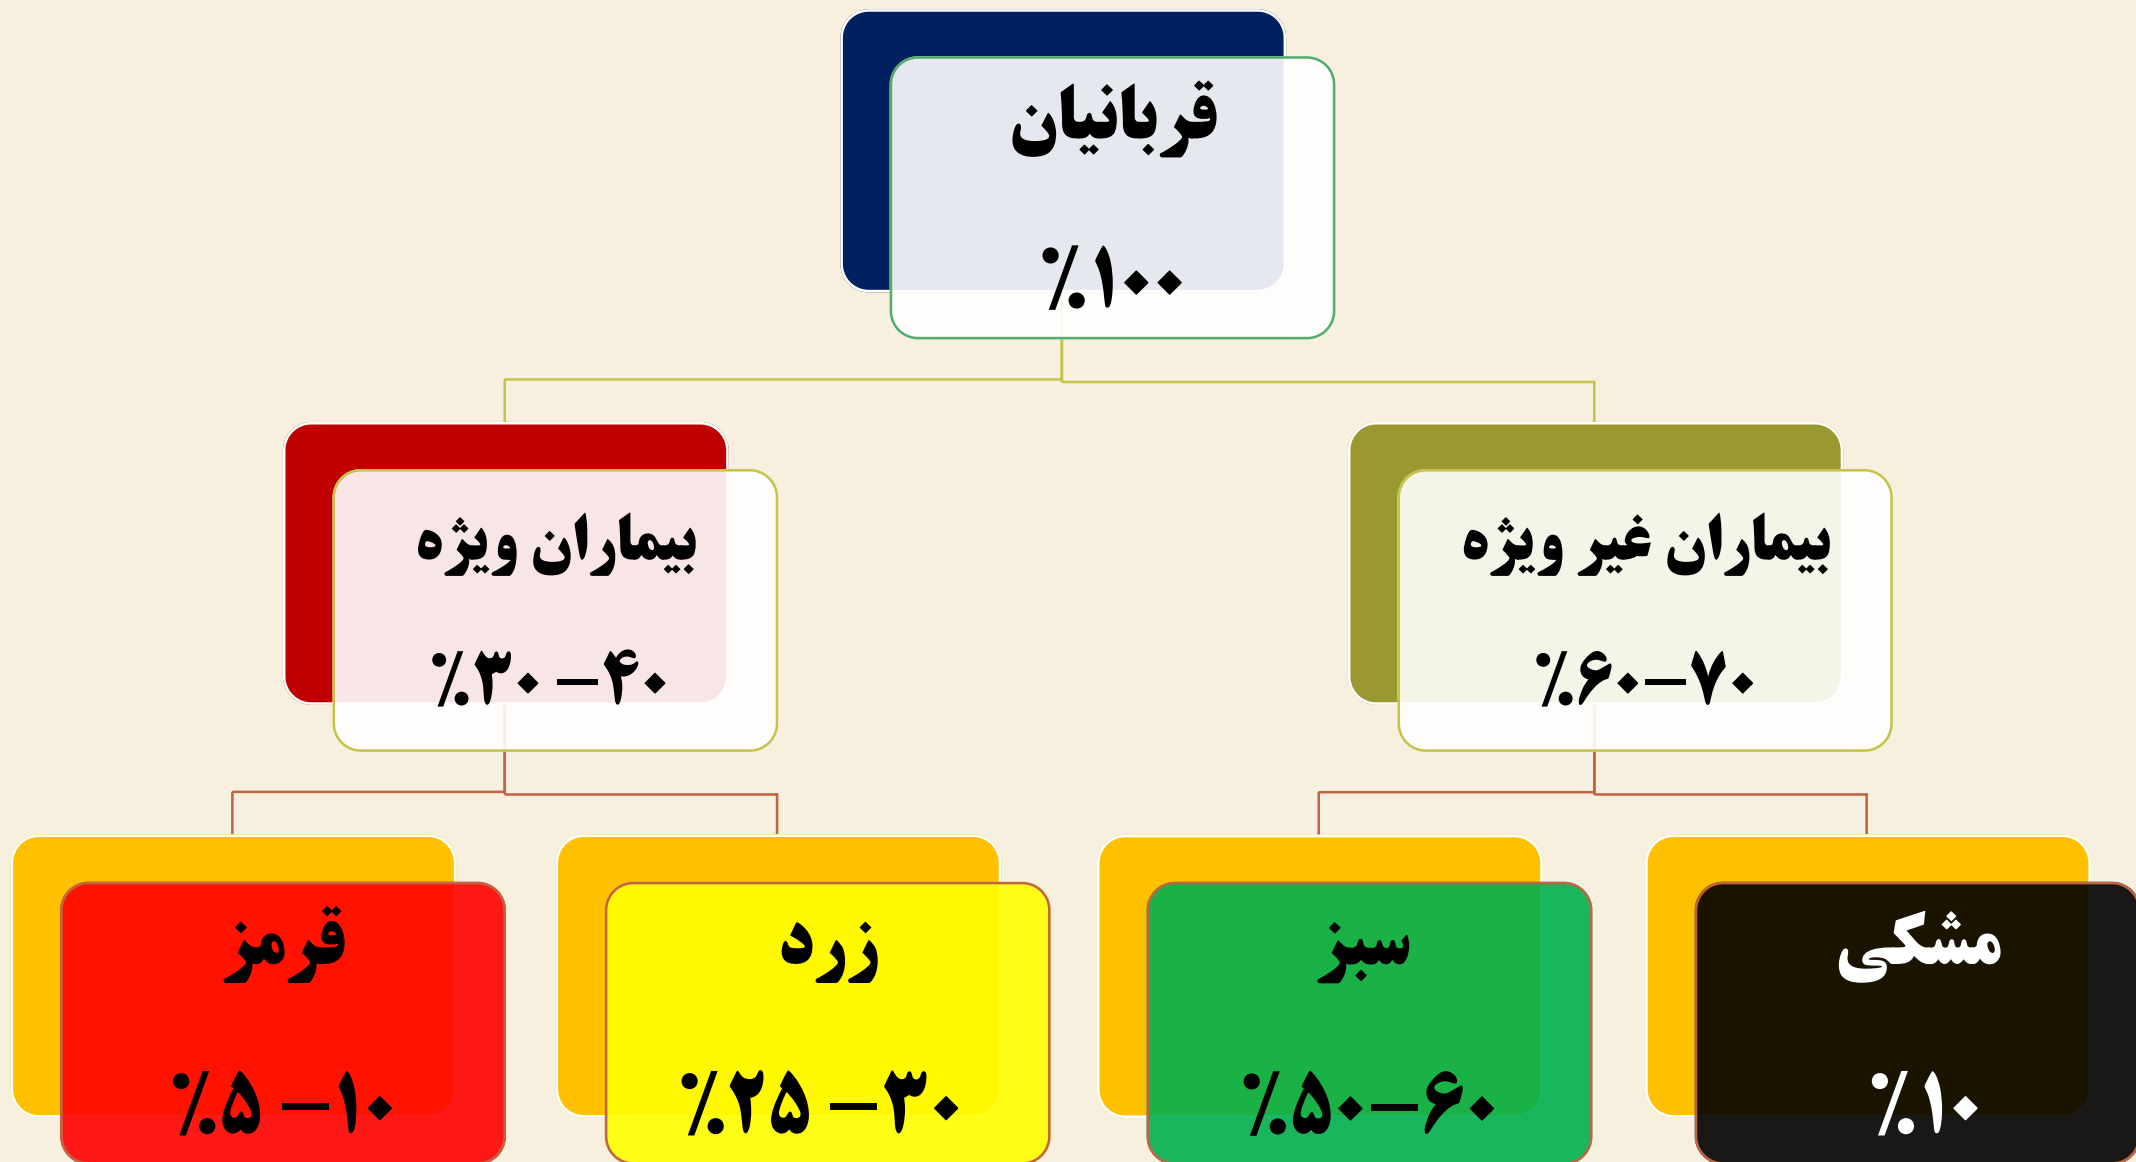 قربانیان
٪۱۰۰
بیماران غیر ویژه
٪۶۰–۷۰
بیماران ویژه
٪۳۰ –۴۰
مشکی
٪۱۰
سبز
٪۵۰–۶۰
زرد
٪۲۵ –۳۰
قرمز
٪۵ –۱۰